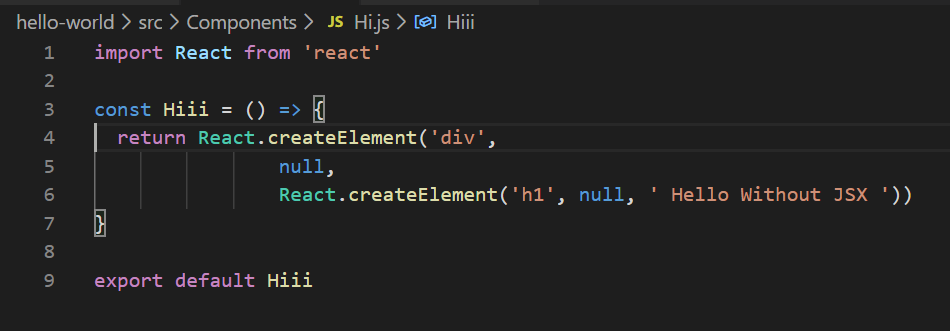 hello-world > src > Components > JS Hi.js > Hiii
1 import React from 'react'
2
3 const Hiii = () => {
4   return React.createElement('div',
5                 null,
6                 React.createElement('h1', null, ' Hello Without JSX '))
7 }
8
9 export default Hiii